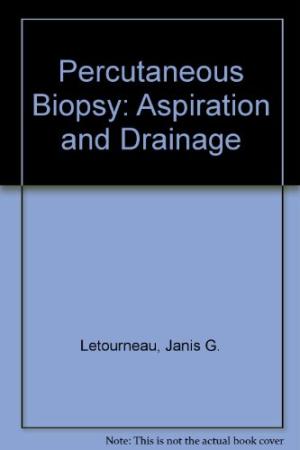 Percutaneous
Biopsy: Aspiration
and Drainage
Letourneau, Janis G.
Note: This is not the actual book cover